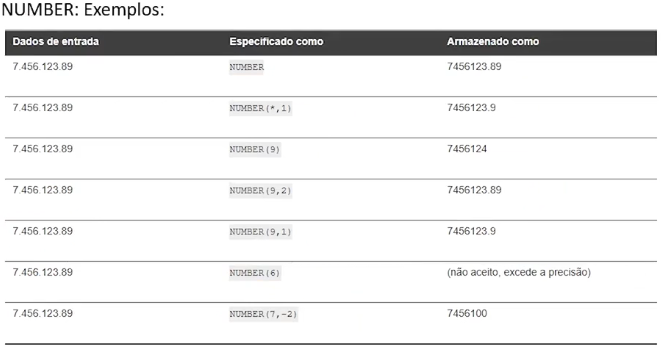 NUMBER: Exemplos:
Dados de entrada Especificado como Armazenado como
7.456.123.89 NUMBER 7456123.89
7.456.123.89 NUMBER(*,1) 7456123.9
7.456.123.89 NUMBER(9) 7456124
7.456.123.89 NUMBER(9,2) 7456123.89
7.456.123.89 NUMBER(9,1) 7456123.9
7.456.123.89 NUMBER(6) (não aceito, excede a precisão)
7.456.123.89 NUMBER(7,-2) 7456100